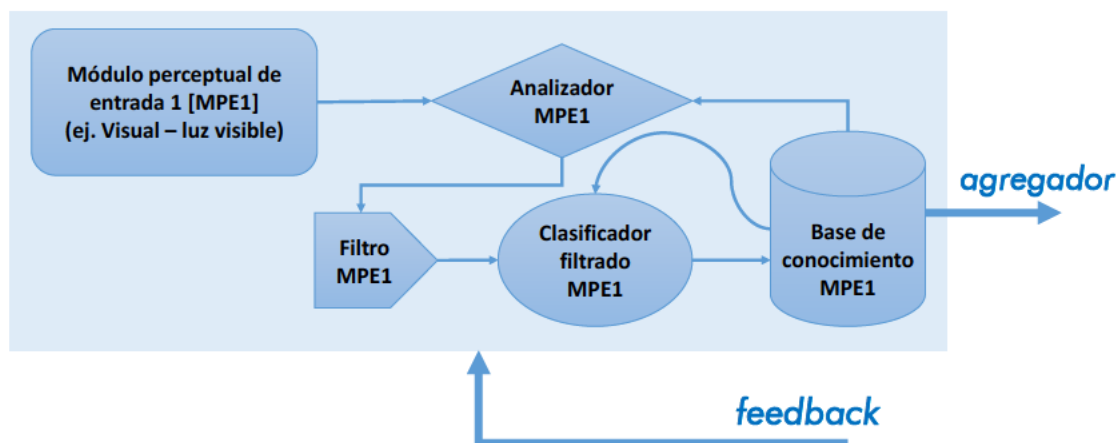 Módulo perceptual de
entrada 1 [MPE1]
(ej. Visual – luz visible)
Analizador
MPE1
Filtro
MPE1
Clasificador
filtrado
MPE1
Base de
conocimiento
MPE1
agregador
feedback